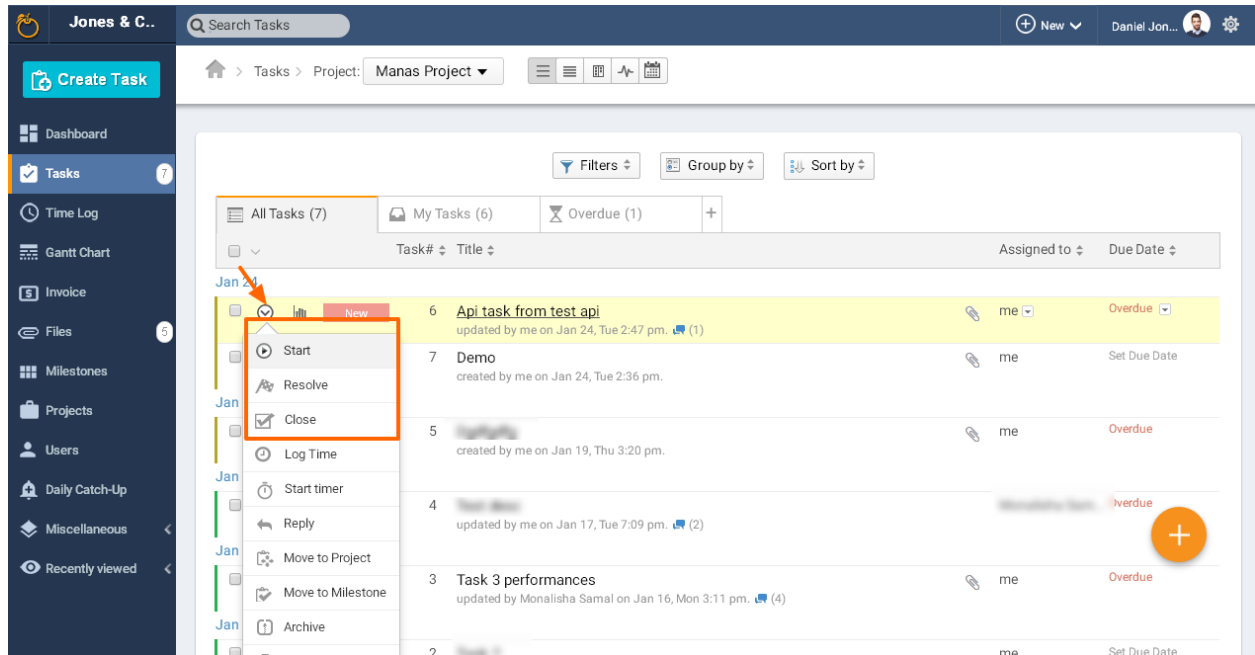 Jones & C..
Search Tasks
New
Daniel Jon...
Create Task
Tasks
Project:
Manas Project
Dashboard
Tasks 7
Time Log
Gantt Chart
Invoice
Files 5
Milestones
Projects
Users
Daily Catch-Up
Miscellaneous
Recently viewed
Filters
Group by
Sort by
All Tasks (7)
My Tasks (6)
Overdue (1)
+
Task#
Title
Assigned to
Due Date
Jan 24
New
6
Api task from test api
me
Overdue
updated by me on Jan 24, Tue 2:47 pm. (1)
7
Demo
me
Set Due Date
created by me on Jan 24, Tue 2:36 pm.
Jan
5
me
Overdue
created by me on Jan 19, Thu 3:20 pm.
Jan
4
Overdue
updated by me on Jan 17, Tue 7:09 pm. (2)
Jan
3
Task 3 performances
me
Overdue
updated by Monalisha Samal on Jan 16, Mon 3:11 pm. (4)
Jan
2
me
Set Due Date
Start
Resolve
Close
Log Time
Start timer
Reply
Move to Project
Move to Milestone
Archive